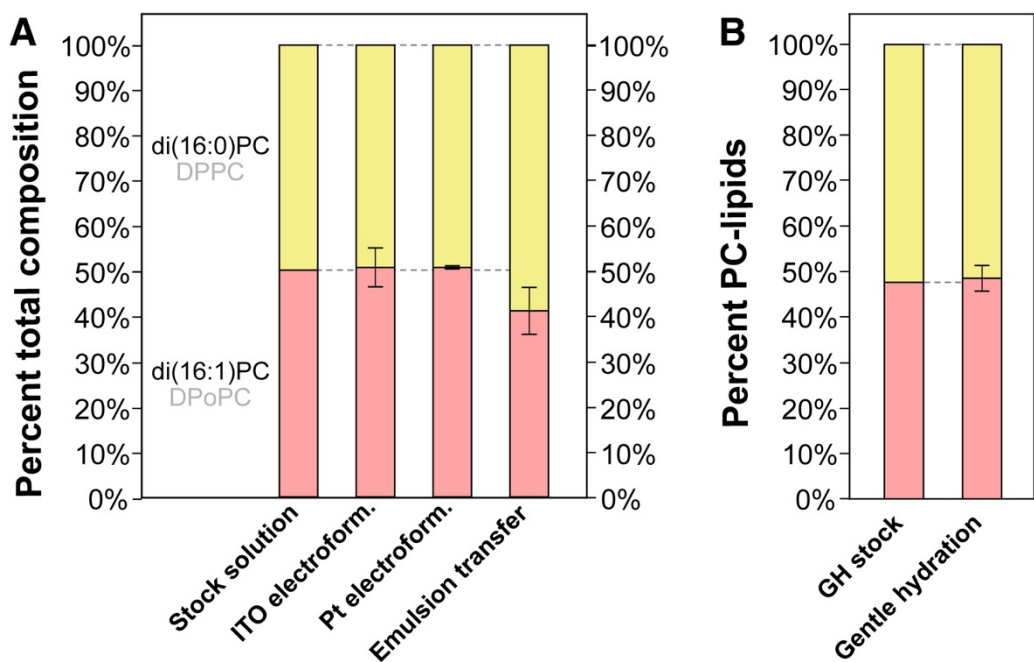 A
Percent total composition
100%
90%
80%
70%
60%
50%
40%
30%
20%
10%
0%
di(16:0)PC
DPPC
di(16:1)PC
DPoPC
100%
90%
80%
70%
60%
50%
40%
30%
20%
10%
0%
Stock solution
ITO electroform.
Pt electroform.
Emulsion transfer
B
Percent PC-lipids
100%
90%
80%
70%
60%
50%
40%
30%
20%
10%
0%
GH stock
Gentle hydration